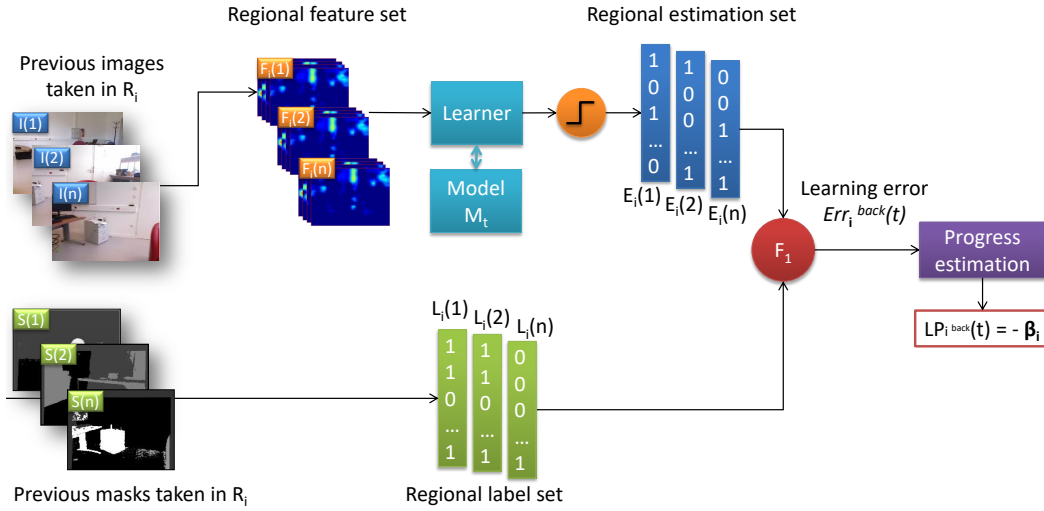 Regional feature set
Regional estimation set
Previous images
taken in Rᵢ
I(1)
I(2)
I(n)
Fᵢ(1)
Fᵢ(2)
Fᵢ(n)
Learner
Model
Mₜ
1
0
1
...
0
1
0
0
...
1
0
0
1
...
1
Eᵢ(1)
Eᵢ(2)
Eᵢ(n)
Learning error
Errᵢ ᵇᵃᶜᵏ(t)
F₁
Progress
estimation
LPᵢ ᵇᵃᶜᵏ(t) = - βᵢ
S(1)
S(2)
S(n)
Lᵢ(1)
Lᵢ(2)
Lᵢ(n)
1
1
0
...
1
1
1
0
...
1
0
0
0
...
1
Previous masks taken in Rᵢ
Regional label set